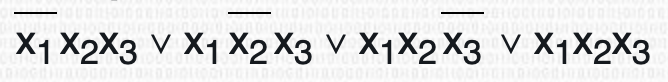 x̅₁x₂x₃ ∨ x₁x̅₂x₃ ∨ x₁x₂x̅₃ ∨ x₁x₂x₃